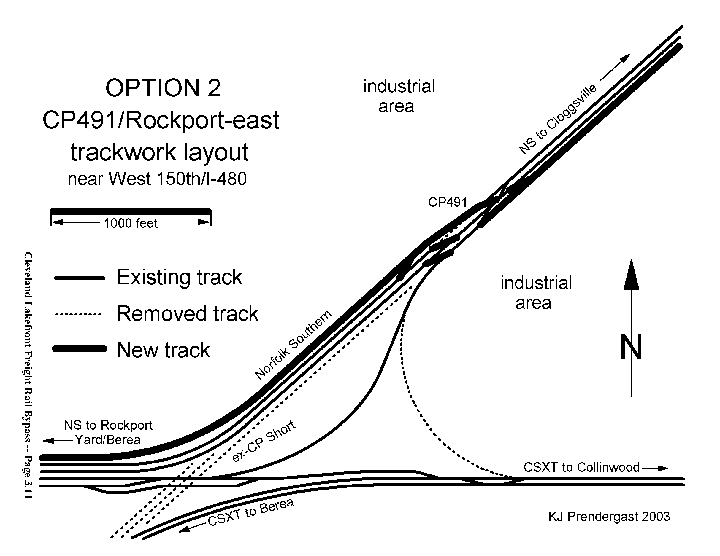 OPTION 2
CP491/Rockport-east
trackwork layout
near West 150th/I-480
1000 feet
industrial
area
NS to Cloggsville
CP491
Existing track
Removed track
New track
industrial
area
N
Norfolk Southern
NS to Rockport
Yard/Berea
ex-CP Short
CSXT to Collinwood
CSXT to Berea
KJ Prendergast 2003
Cleveland Lakefront Freight Rail Bypass -- Page 3.11